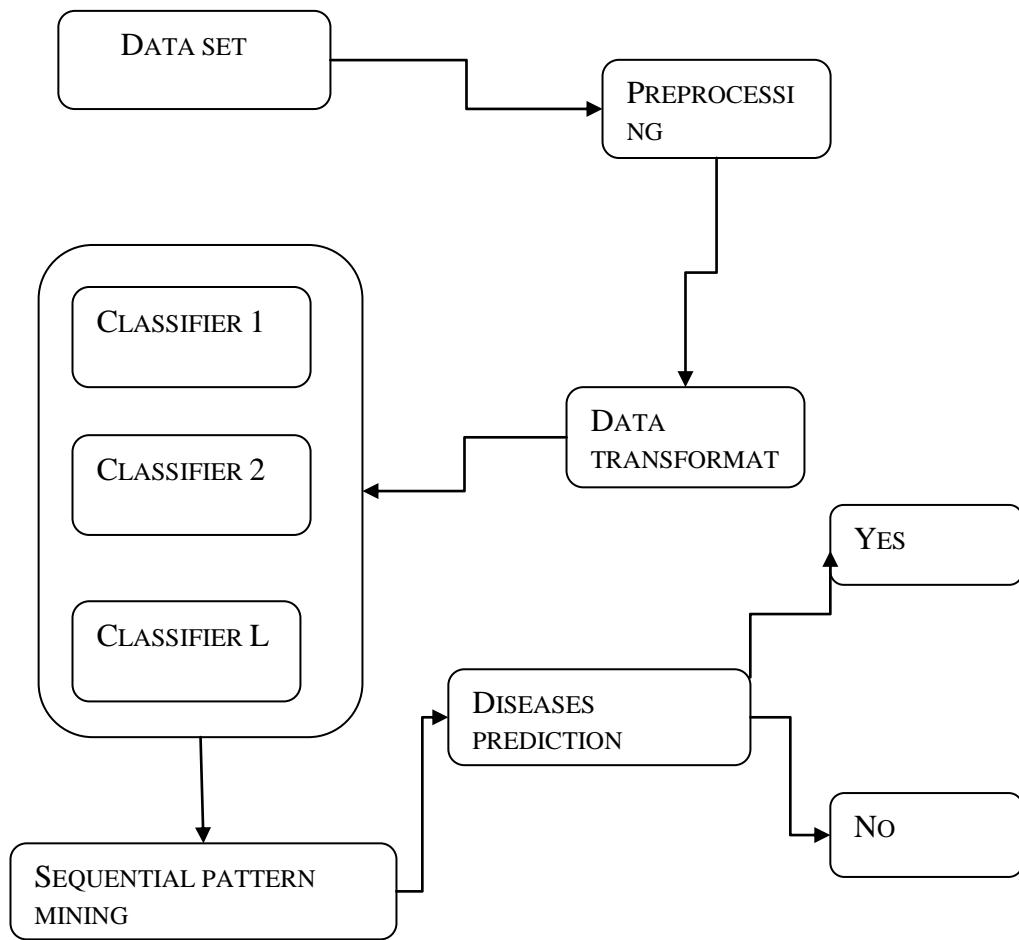 DATA SET
PREPROCESSI
NG
CLASSIFIER 1
CLASSIFIER 2
CLASSIFIER L
DATA
TRANSFORMAT
YES
DISEASES
PREDICTION
NO
SEQUENTIAL PATTERN
MINING